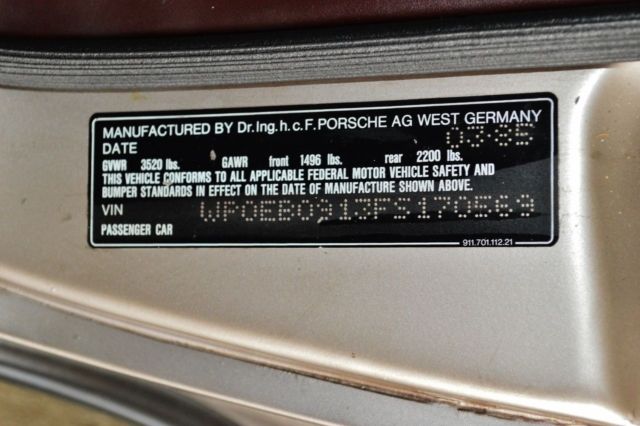 MANUFACTURED BY Dr.Ing.h.c.F.PORSCHE AG WEST GERMANY
DATE 03-85
GVWR 3520 lbs. GAWR front 1496 lbs. rear 2200 lbs.
THIS VEHICLE CONFORMS TO ALL APPLICABLE FEDERAL MOTOR VEHICLE SAFETY AND
BUMPER STANDARDS IN EFFECT ON THE DATE OF MANUFACTURE SHOWN ABOVE.
VIN WP0EB0913FS170569
PASSENGER CAR
911.701.112.21